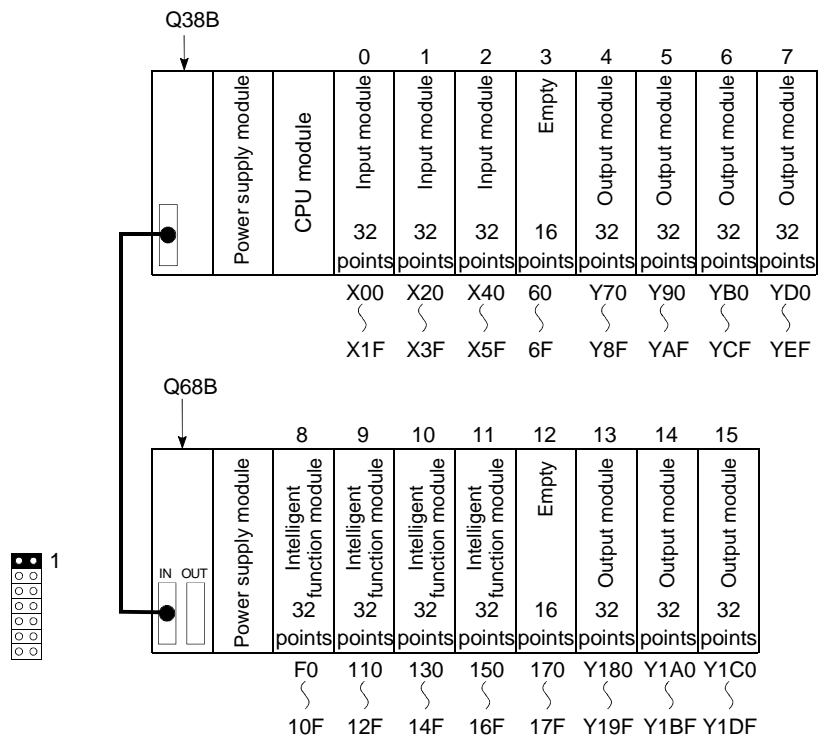 Q38B
0 1 2 3 4 5 6 7
Power supply module
CPU module
Input module
Input module
Input module
Empty
Output module
Output module
Output module
Output module
32 32 32 16 32 32 32 32
points points points points points points points points
X00 X20 X40 60 Y70 Y90 YB0 YD0
X1F X3F X5F 6F Y8F YAF YCF YEF
Q68B
8 9 10 11 12 13 14 15
1
IN OUT
Power supply module
Intelligent
function module
Intelligent
function module
Intelligent
function module
Intelligent
function module
Empty
Output module
Output module
Output module
32 32 32 32 16 32 32 32
points points points points points points points points
F0 110 130 150 170 Y180 Y1A0 Y1C0
10F 12F 14F 16F 17F Y19F Y1BF Y1DF